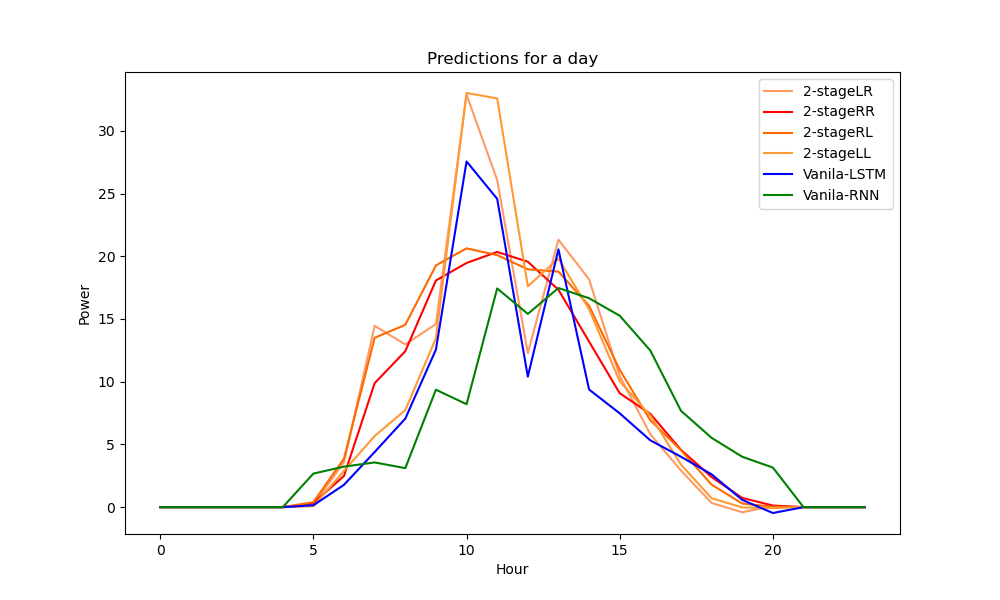 Predictions for a day
2-stageLR
2-stageRR
2-stageRL
2-stageLL
Vanila-LSTM
Vanila-RNN
Power
30
25
20
15
10
5
0
0 5 10 15 20
Hour